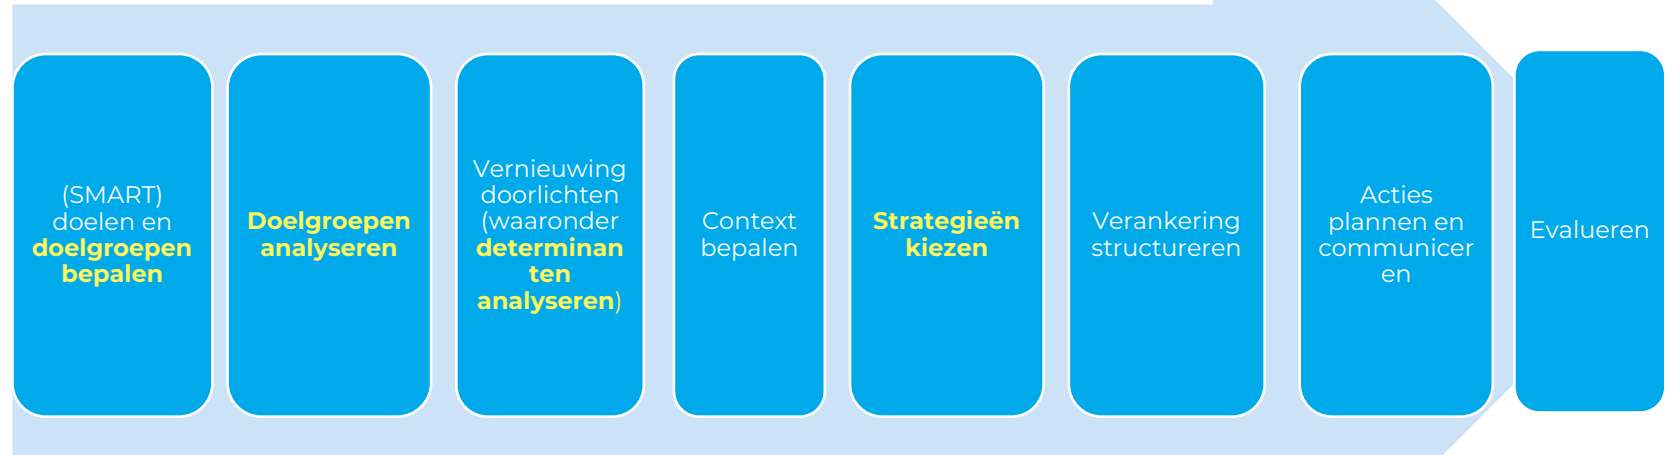 (SMART)
doelen en
doelgroepen
bepalen
Doelgroepen
analyseren
Vernieuwing
doorlichten
(waaronder
determinan
ten
analyseren)
Context
bepalen
Strategieën
kiezen
Verankering
structureren
Acties
plannen en
communicer
en
Evalueren